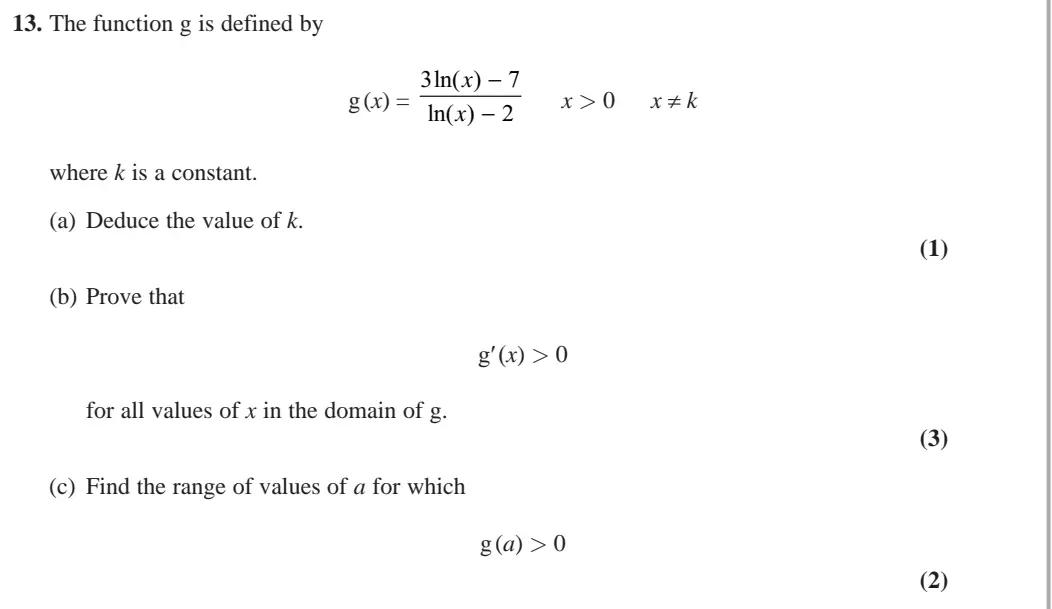 13. The function g is defined by
g(x) = (3ln(x) − 7)/(ln(x) − 2) x > 0 x ≠ k
where k is a constant.
(a) Deduce the value of k.
(1)
(b) Prove that
g′(x) > 0
for all values of x in the domain of g.
(3)
(c) Find the range of values of a for which
g(a) > 0
(2)